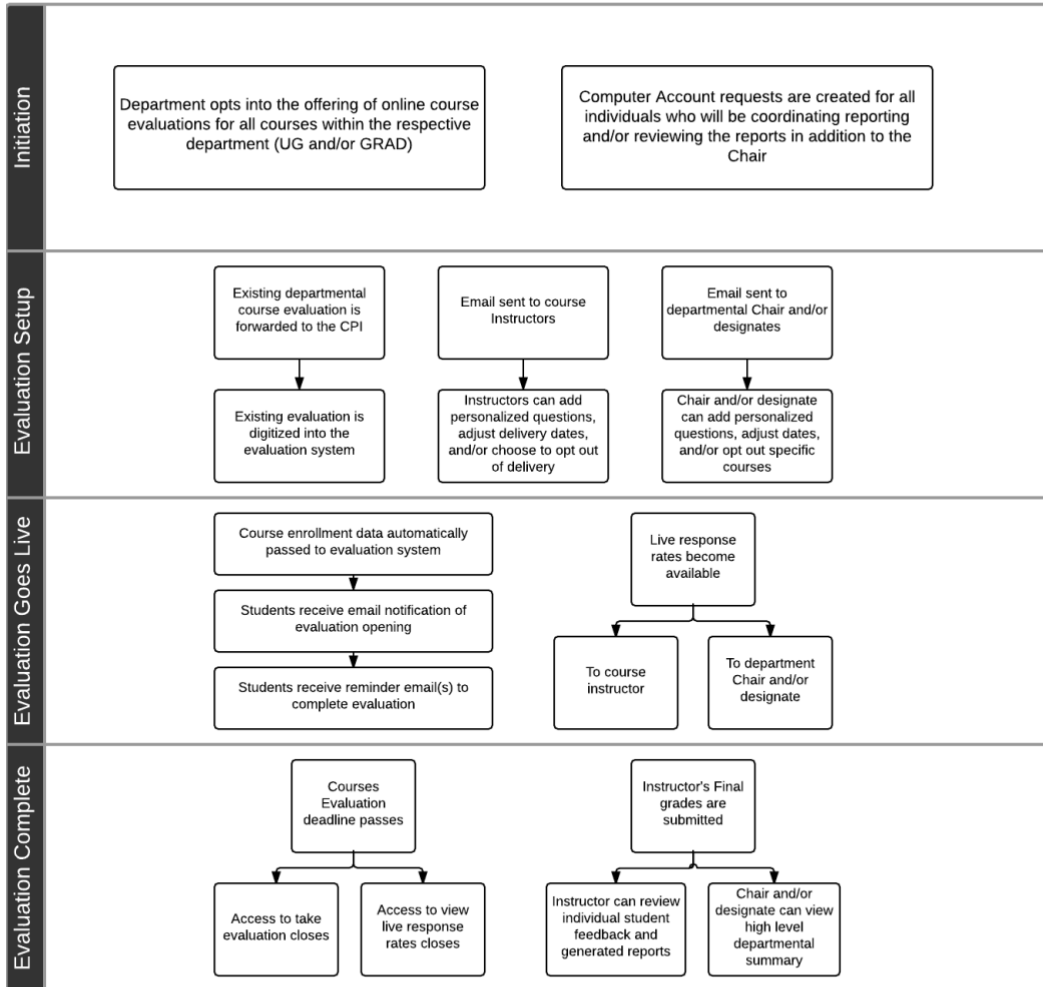 Initiation
Department opts into the offering of online course
evaluations for all courses within the respective
department (UG and/or GRAD)
Computer Account requests are created for all
individuals who will be coordinating reporting
and/or reviewing the reports in addition to the
Chair
Evaluation Setup
Existing departmental
course evaluation is
forwarded to the CPI
Email sent to course
Instructors
Email sent to
departmental Chair and/or
designates
Existing evaluation is
digitized into the
evaluation system
Instructors can add
personalized questions,
adjust delivery dates,
and/or choose to opt out
of delivery
Chair and/or designate
can add personalized
questions, adjust dates,
and/or opt out specific
courses
Evaluation Goes Live
Course enrollment data automatically
passed to evaluation system
Students receive email notification of
evaluation opening
Students receive reminder email(s) to
complete evaluation
Live response
rates become
available
To course
instructor
To department
Chair and/or
designate
Evaluation Complete
Courses
Evaluation
deadline passes
Instructor's Final
grades are
submitted
Access to take
evaluation closes
Access to view
live response
rates closes
Instructor can review
individual student
feedback and
generated reports
Chair and/or
designate can view
high level
departmental
summary